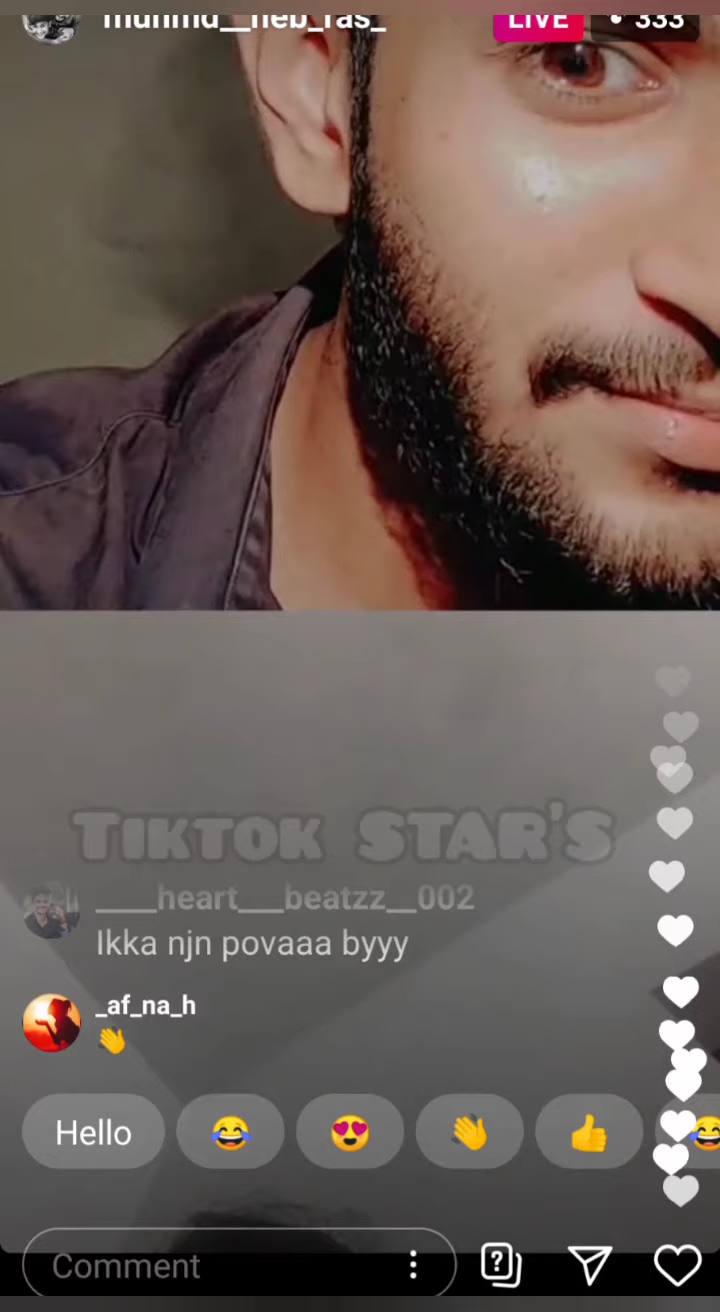 LIVE 333
TIKTOK STAR'S
____heart___beatzz__002
Ikka njn povaaa byyy
_af_na_h
👋
Hello 😂 😍 👋 👍 😂
Comment